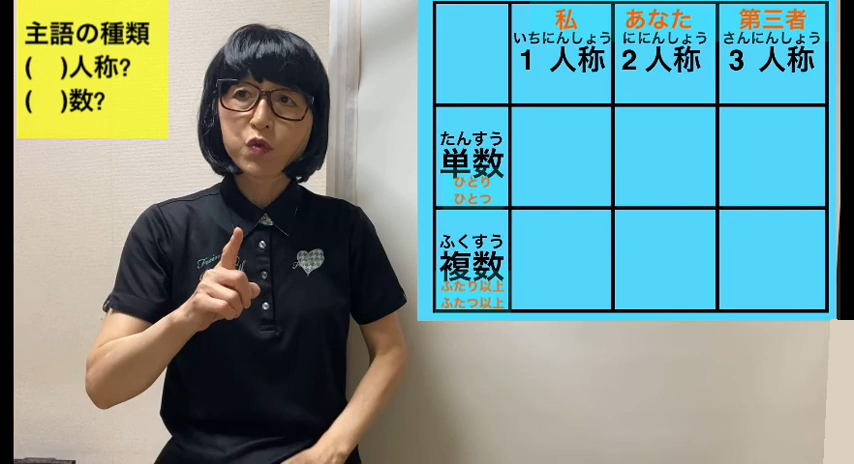 主語の種類
(　)人称?
(　)数?
私
あなた
第三者
いちにんしょう
ににんしょう
さんにんしょう
1 人称
2 人称
3 人称
たんすう
単数
ひとり
ひとつ
ふくすう
複数
ふたり以上
ふたつ以上